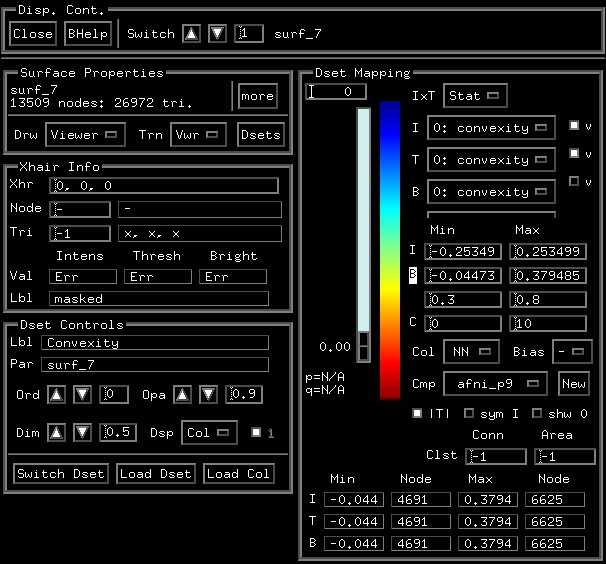 Disp. Cont.
Close BHelp Switch 1 surf_7
Surface Properties
surf_7
13509 nodes: 26972 tri.
more
Drw Viewer Trn Vwr Dsets
Xhair Info
Xhr 0, 0, 0
Node - -
Tri -1 x, x, x
Intens Thresh Bright
Val Err Err Err
Lbl masked
Dset Controls
Lbl Convexity
Par surf_7
Ord 0 Opa 0.9
Dim 0.5 Dsp Col 1
Switch Dset Load Dset Load Col
Dset Mapping
I 0
0.00
p=N/A
q=N/A
IxT Stat
I 0: convexity v
T 0: convexity v
B 0: convexity v
Min Max
I -0.25349 0.253499
B -0.04473 0.379485
0.3 0.8
C 0 10
Col NN Bias -
Cmp afni_p9 New
|T| sym I shw 0
Conn Area
Clst -1 -1
Min Node Max Node
I -0.044 4691 0.3794 6625
T -0.044 4691 0.3794 6625
B -0.044 4691 0.3794 6625